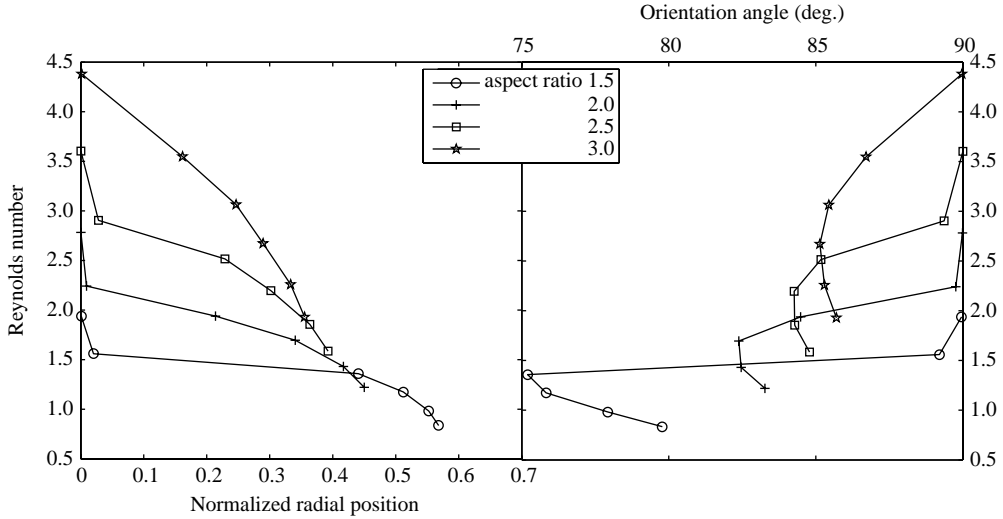 Orientation angle (deg.)
75 80 85 90
4.5 4.5
4.0 4.0
3.5 3.5
3.0 3.0
2.5 2.5
2.0 2.0
1.5 1.5
1.0 1.0
0.5 0.5
aspect ratio 1.5
2.0
2.5
3.0
Reynolds number
0 0.1 0.2 0.3 0.4 0.5 0.6 0.7
Normalized radial position